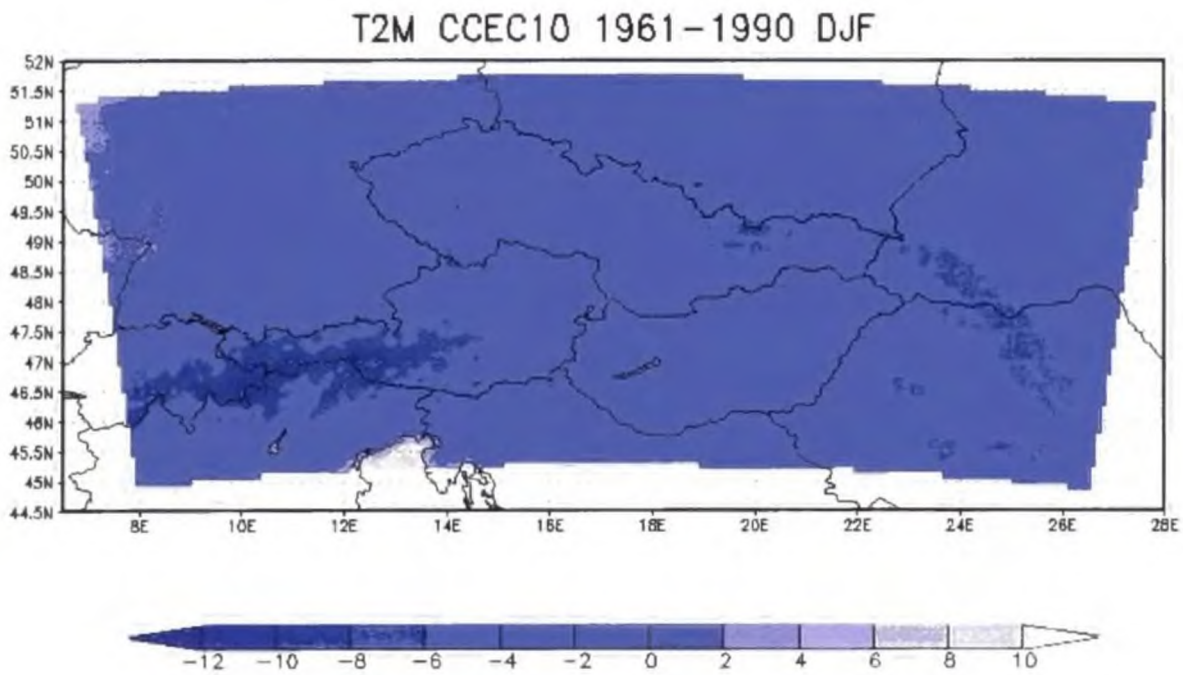 T2M CCEC10 1961-1990 DJF
52N
51.5N
51N
50.5N
50N
49.5N
49N
48.5N
48N
47.5N
47N
46.5N
46N
45.5N
45N
44.5N
8E 10E 12E 14E 16E 18E 20E 22E 24E 26E 28E
-12 -10 -8 -6 -4 -2 0 2 4 6 8 10